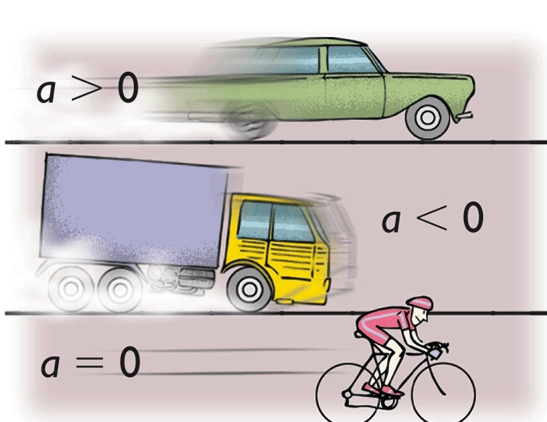 a > 0
a < 0
a = 0